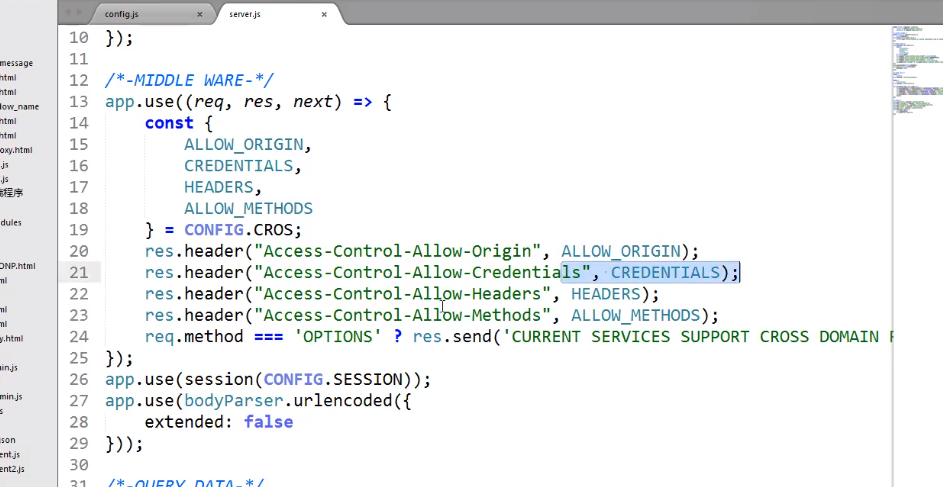 config.js × server.js ×
message
html
html
low_name
html
html
oxy.html
.js
.js
程序
dules
ONP.html
ml
ml
ml
y.html
in.js
min.js
s
son
ent.js
ent2.js
10 });
11
12 /*-MIDDLE WARE-*/
13 app.use((req, res, next) => {
14 const {
15 ALLOW_ORIGIN,
16 CREDENTIALS,
17 HEADERS,
18 ALLOW_METHODS
19 } = CONFIG.CROS;
20 res.header("Access-Control-Allow-Origin", ALLOW_ORIGIN);
21 res.header("Access-Control-Allow-Credentials", CREDENTIALS);
22 res.header("Access-Control-Allow-Headers", HEADERS);
23 res.header("Access-Control-Allow-Methods", ALLOW_METHODS);
24 req.method === 'OPTIONS' ? res.send('CURRENT SERVICES SUPPORT CROSS DOMAIN
25 });
26 app.use(session(CONFIG.SESSION));
27 app.use(bodyParser.urlencoded({
28 extended: false
29 }));
30
31 /*-QUERY DATA-*/